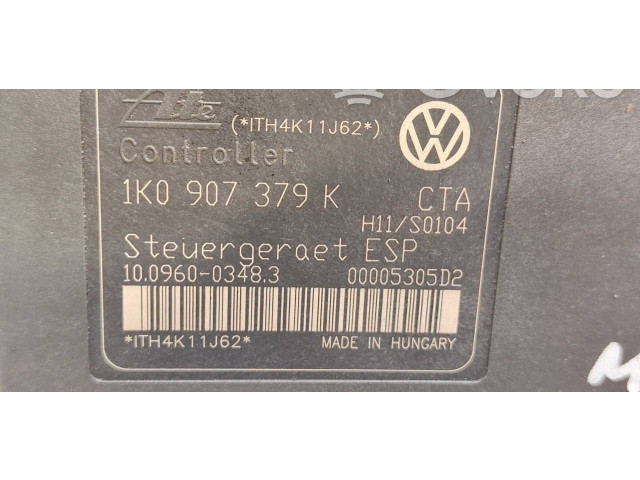 Ate (*ITH4K11J62*)
Controller
1K0 907 379 K CTA
H11/S0104
Steuergeraet ESP
10.0960-0348.3 00005305D2
*ITH4K11J62* MADE IN HUNGARY